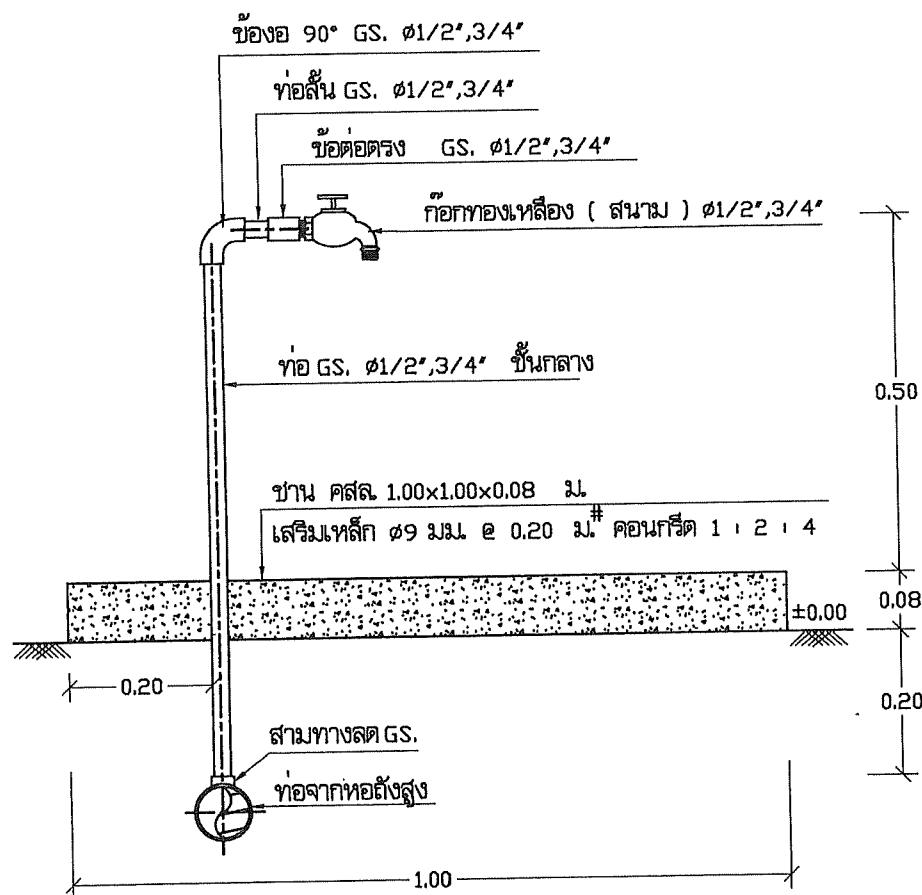 ข้องอ 90° GS. ø1/2",3/4"
ท่อสั้น GS. ø1/2",3/4"
ข้อต่อตรง GS. ø1/2",3/4"
ก๊อกทองเหลือง ( สนาม ) ø1/2",3/4"
ท่อ GS. ø1/2",3/4" ชั้นกลาง
0.50
ชาน คสล. 1.00x1.00x0.08 ม.
เสริมเหล็ก ø9 มม. @ 0.20 ม.# คอนกรีต 1 : 2 : 4
±0.00
0.08
0.20
0.20
สามทางลด GS.
ท่อจากหอถังสูง
1.00